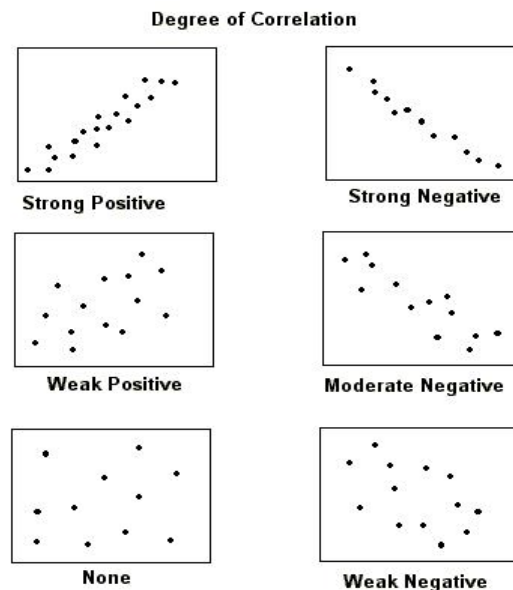 Degree of Correlation
Strong Positive
Strong Negative
Weak Positive
Moderate Negative
None
Weak Negative